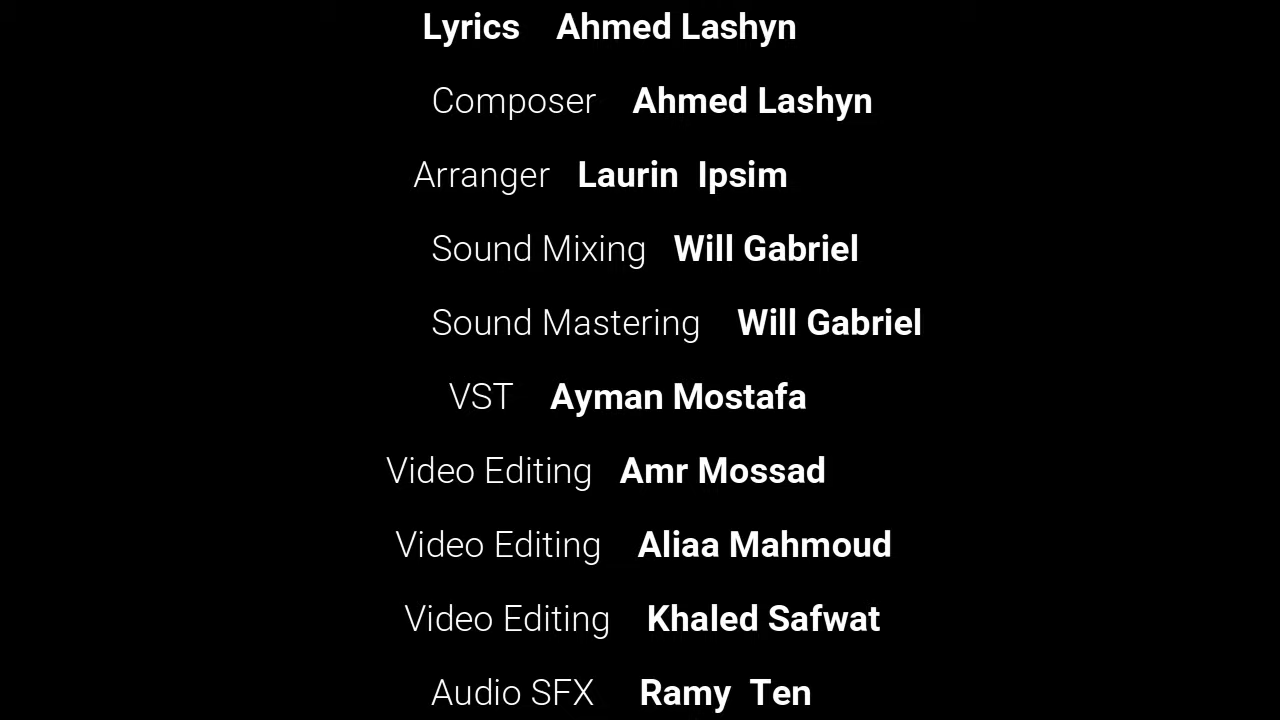 Lyrics Ahmed Lashyn
Composer Ahmed Lashyn
Arranger Laurin Ipsim
Sound Mixing Will Gabriel
Sound Mastering Will Gabriel
VST Ayman Mostafa
Video Editing Amr Mossad
Video Editing Aliaa Mahmoud
Video Editing Khaled Safwat
Audio SFX Ramy Ten